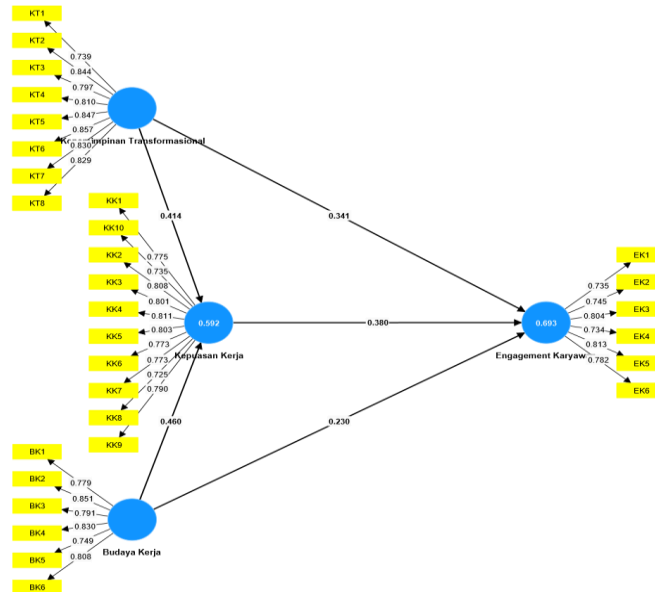 KT1
KT2
KT3
KT4
KT5
KT6
KT7
KT8
0.739
0.844
0.797
0.810
0.847
0.857
0.830
0.829
Transformasional
0.414
0.341
KK1
KK10
KK2
KK3
KK4
KK5
KK6
KK7
KK8
KK9
0.775
0.735
0.808
0.801
0.811
0.803
0.773
0.773
0.725
0.790
0.592
Kepuasan Kerja
0.380
0.693
Engagement Karyaw
EK1
EK2
EK3
EK4
EK5
EK6
0.735
0.745
0.804
0.734
0.813
0.782
0.460
0.230
BK1
BK2
BK3
BK4
BK5
BK6
0.779
0.851
0.791
0.830
0.749
0.808
Budaya Kerja